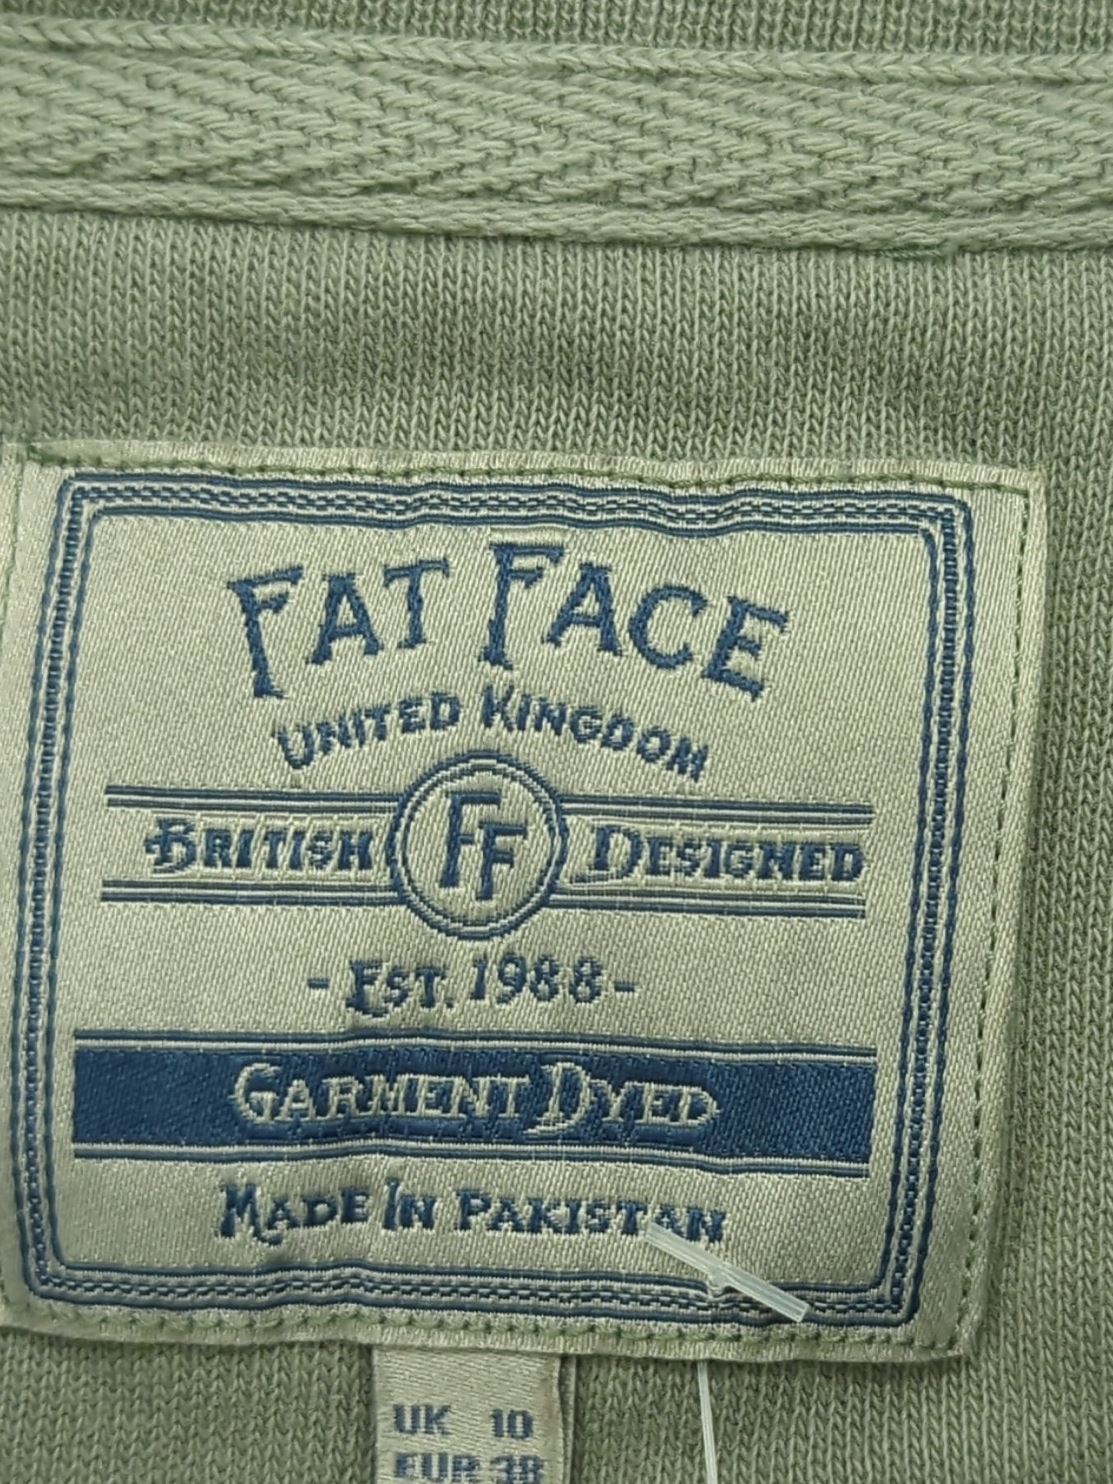 FAT FACE
UNITED KINGDOM
BRITISH FF DESIGNED
- EST. 1988 -
GARMENT DYED
MADE IN PAKISTAN
UK 10
EUR 38